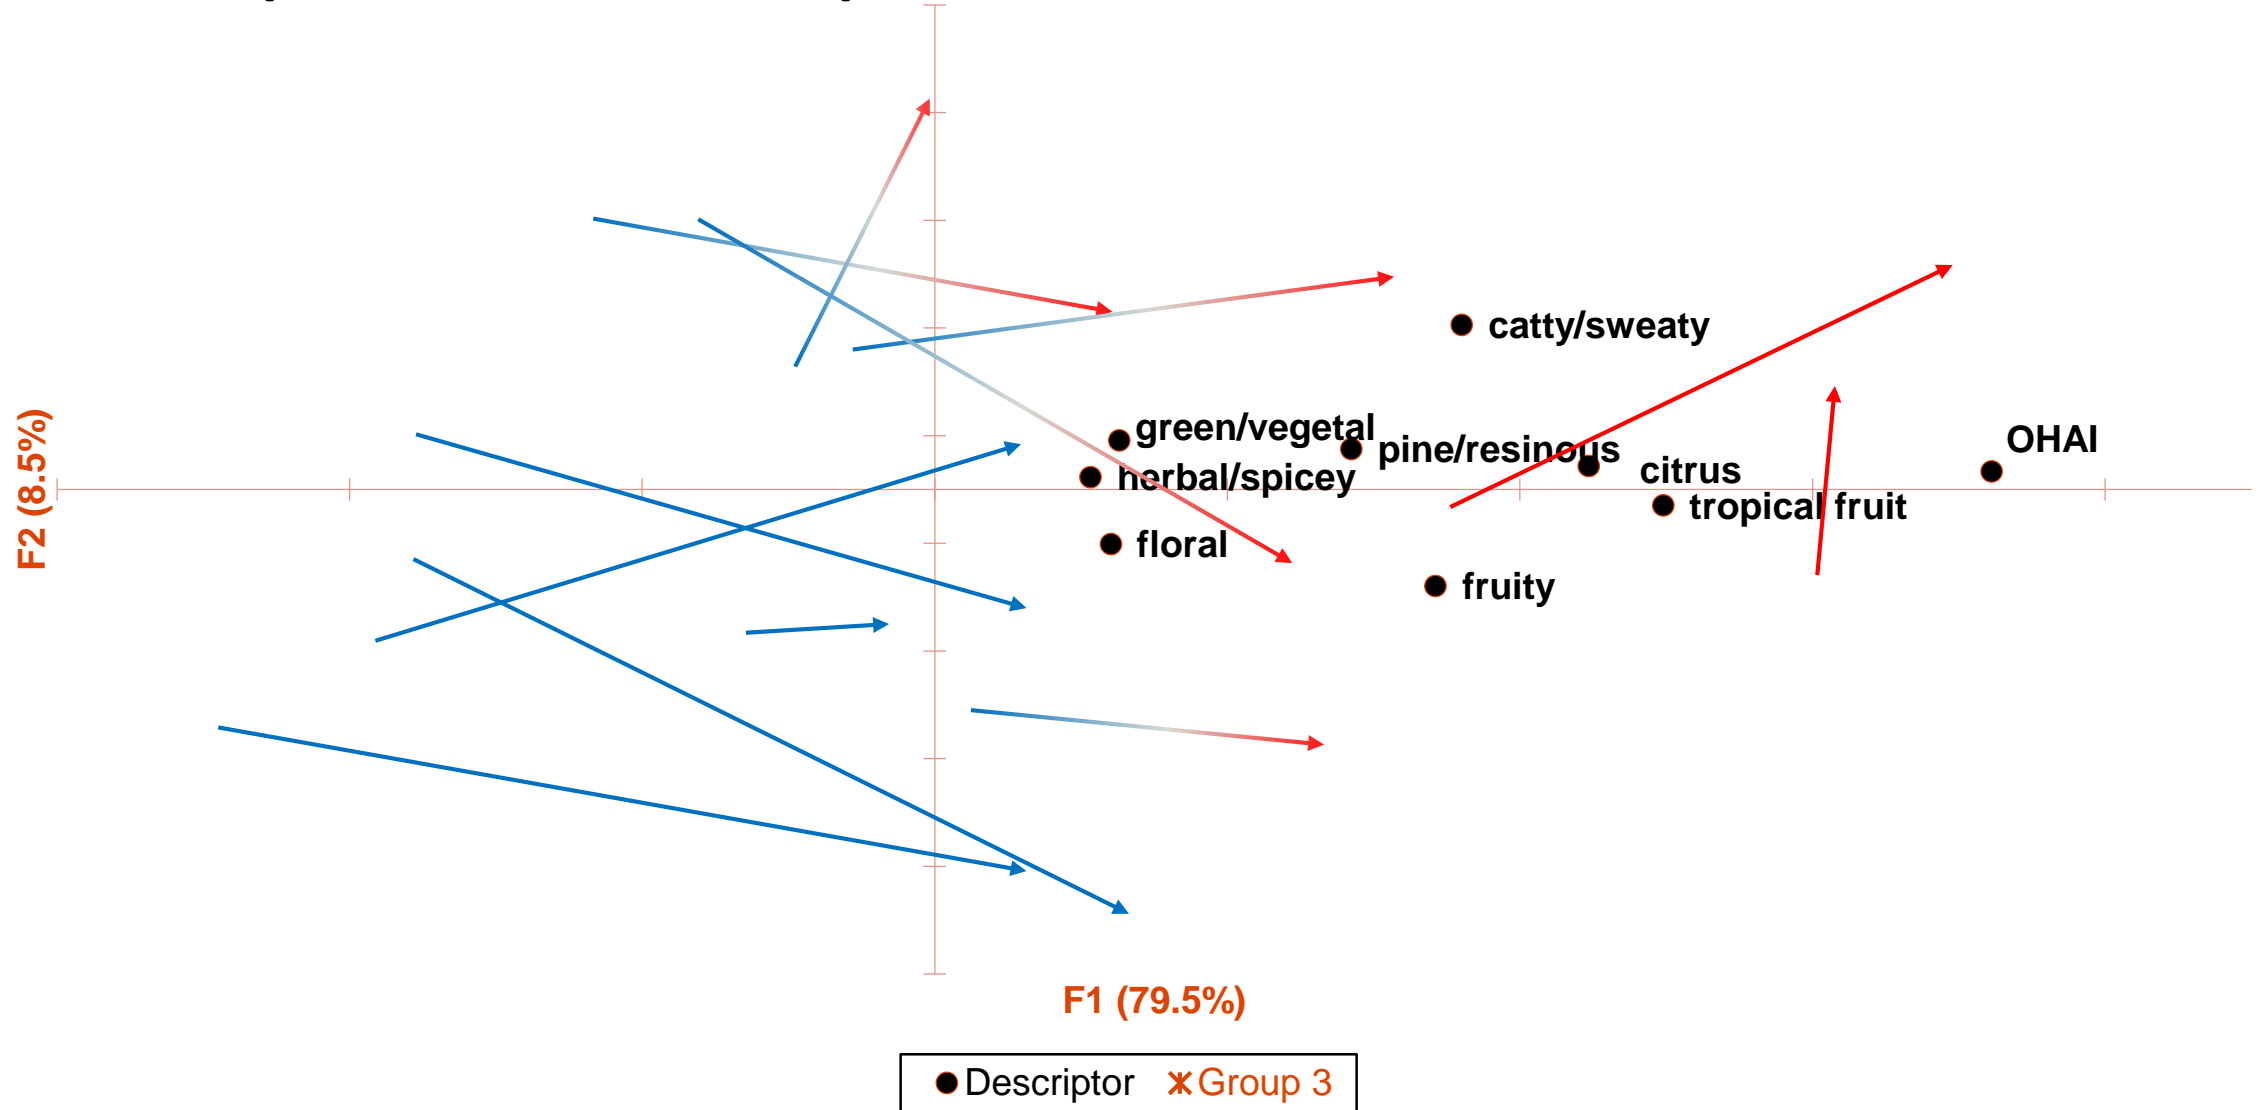 catty/sweaty
green/vegetal
pine/resinous
OHAI
citrus
herbal/spicey
tropical fruit
floral
fruity
F2 (8.5%)
F1 (79.5%)
Descriptor Group 3